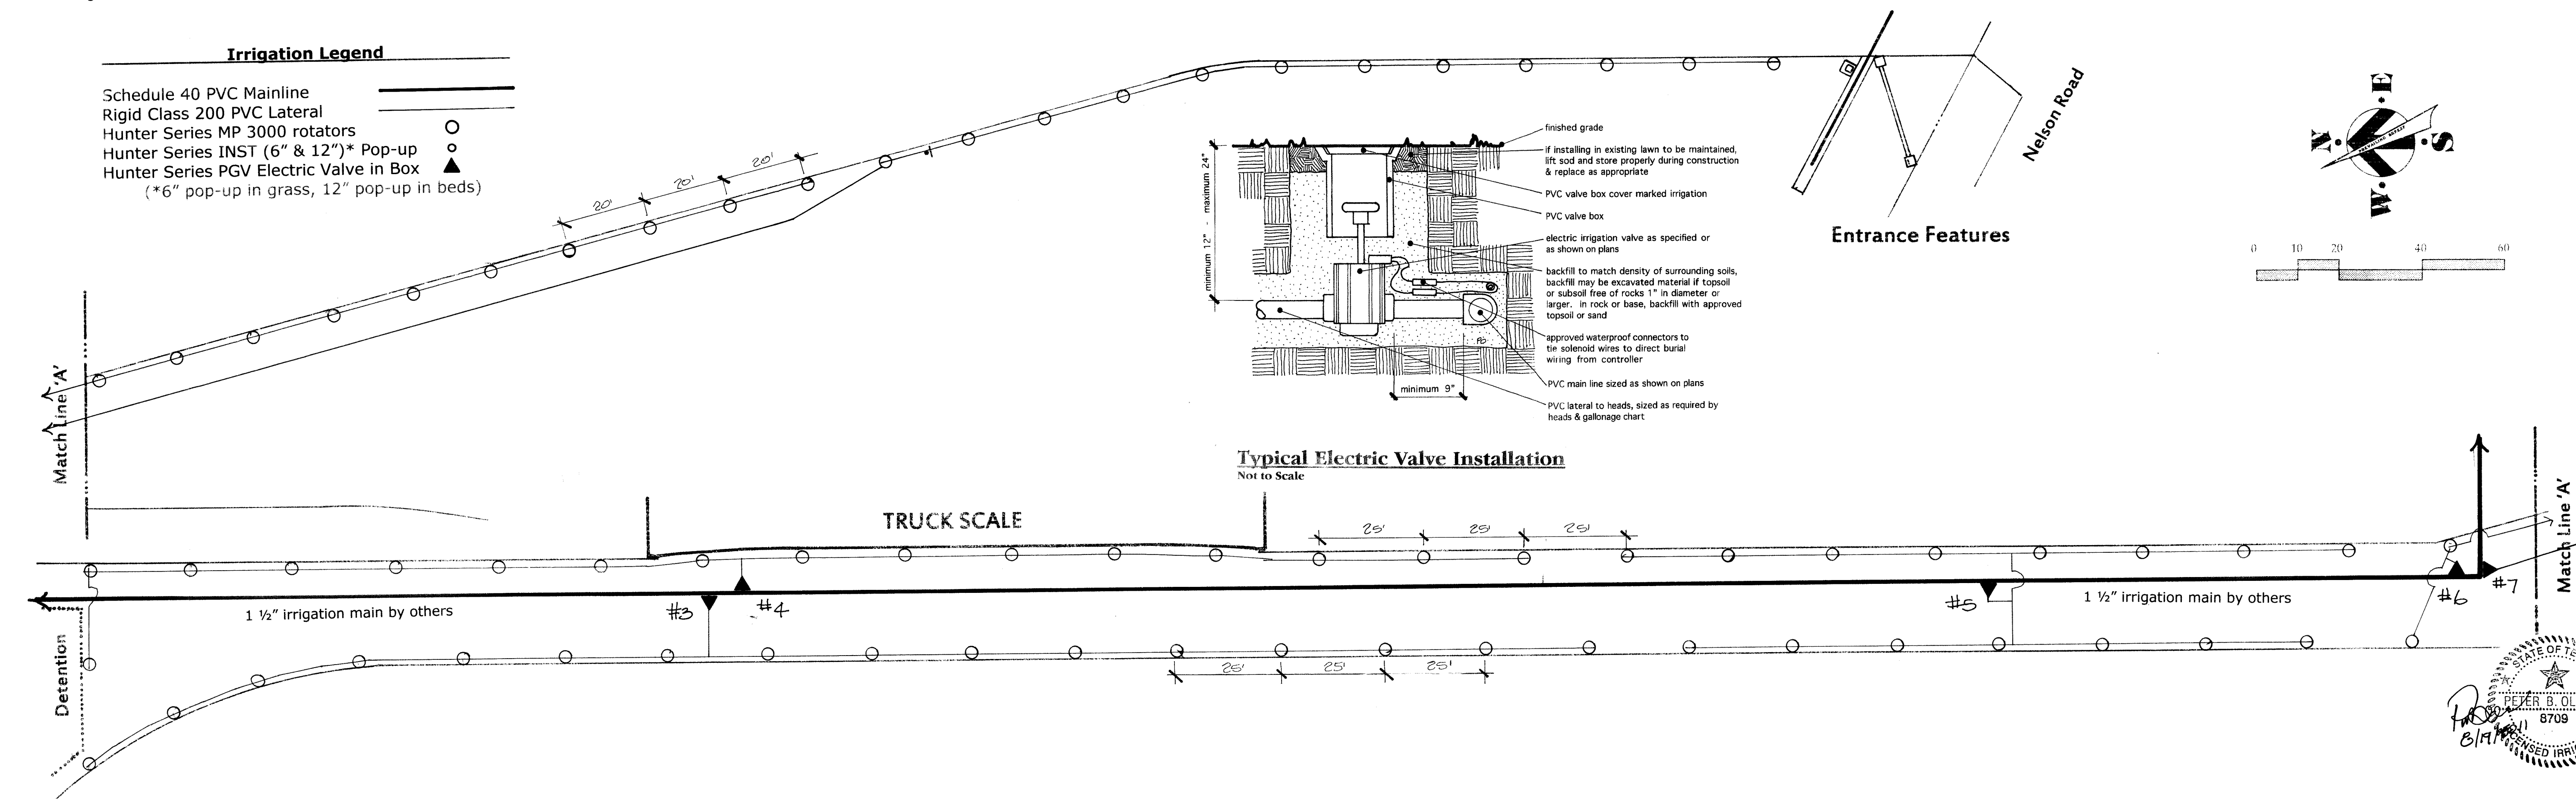 Irrigation Legend
Schedule 40 PVC Mainline
Rigid Class 200 PVC Lateral
Hunter Series MP 3000 rotators
Hunter Series INST (6" & 12")* Pop-up
Hunter Series PGV Electric Valve in Box
(*6" pop-up in grass, 12" pop-up in beds)
20'
20'
20'
Match Line 'A'
finished grade
if installing in existing lawn to be maintained,
lift sod and store properly during construction
& replace as appropriate
PVC valve box cover marked irrigation
PVC valve box
electric irrigation valve as specified or
as shown on plans
backfill to match density of surrounding soils,
backfill may be excavated material if topsoil
or subsoil free of rocks 1" in diameter or
larger. in rock or base, backfill with approved
topsoil or sand
approved waterproof connectors to
tie solenoid wires to direct burial
wiring from controller
PVC main line sized as shown on plans
PVC lateral to heads, sized as required by
heads & gallonage chart
minimum 12" - maximum 24"
minimum 9"
Typical Electric Valve Installation
Not to Scale
Nelson Road
Entrance Features
N
E
S
W
PREVAILING BREEZE
0 10 20 40 60
TRUCK SCALE
25' 25' 25'
1 ½" irrigation main by others
#3
#4
#5
1 ½" irrigation main by others
#6
#7
Match Line 'A'
Detention
25' 25' 25'
STATE OF TE
PETER B. OL
8709
CENSED IRRI